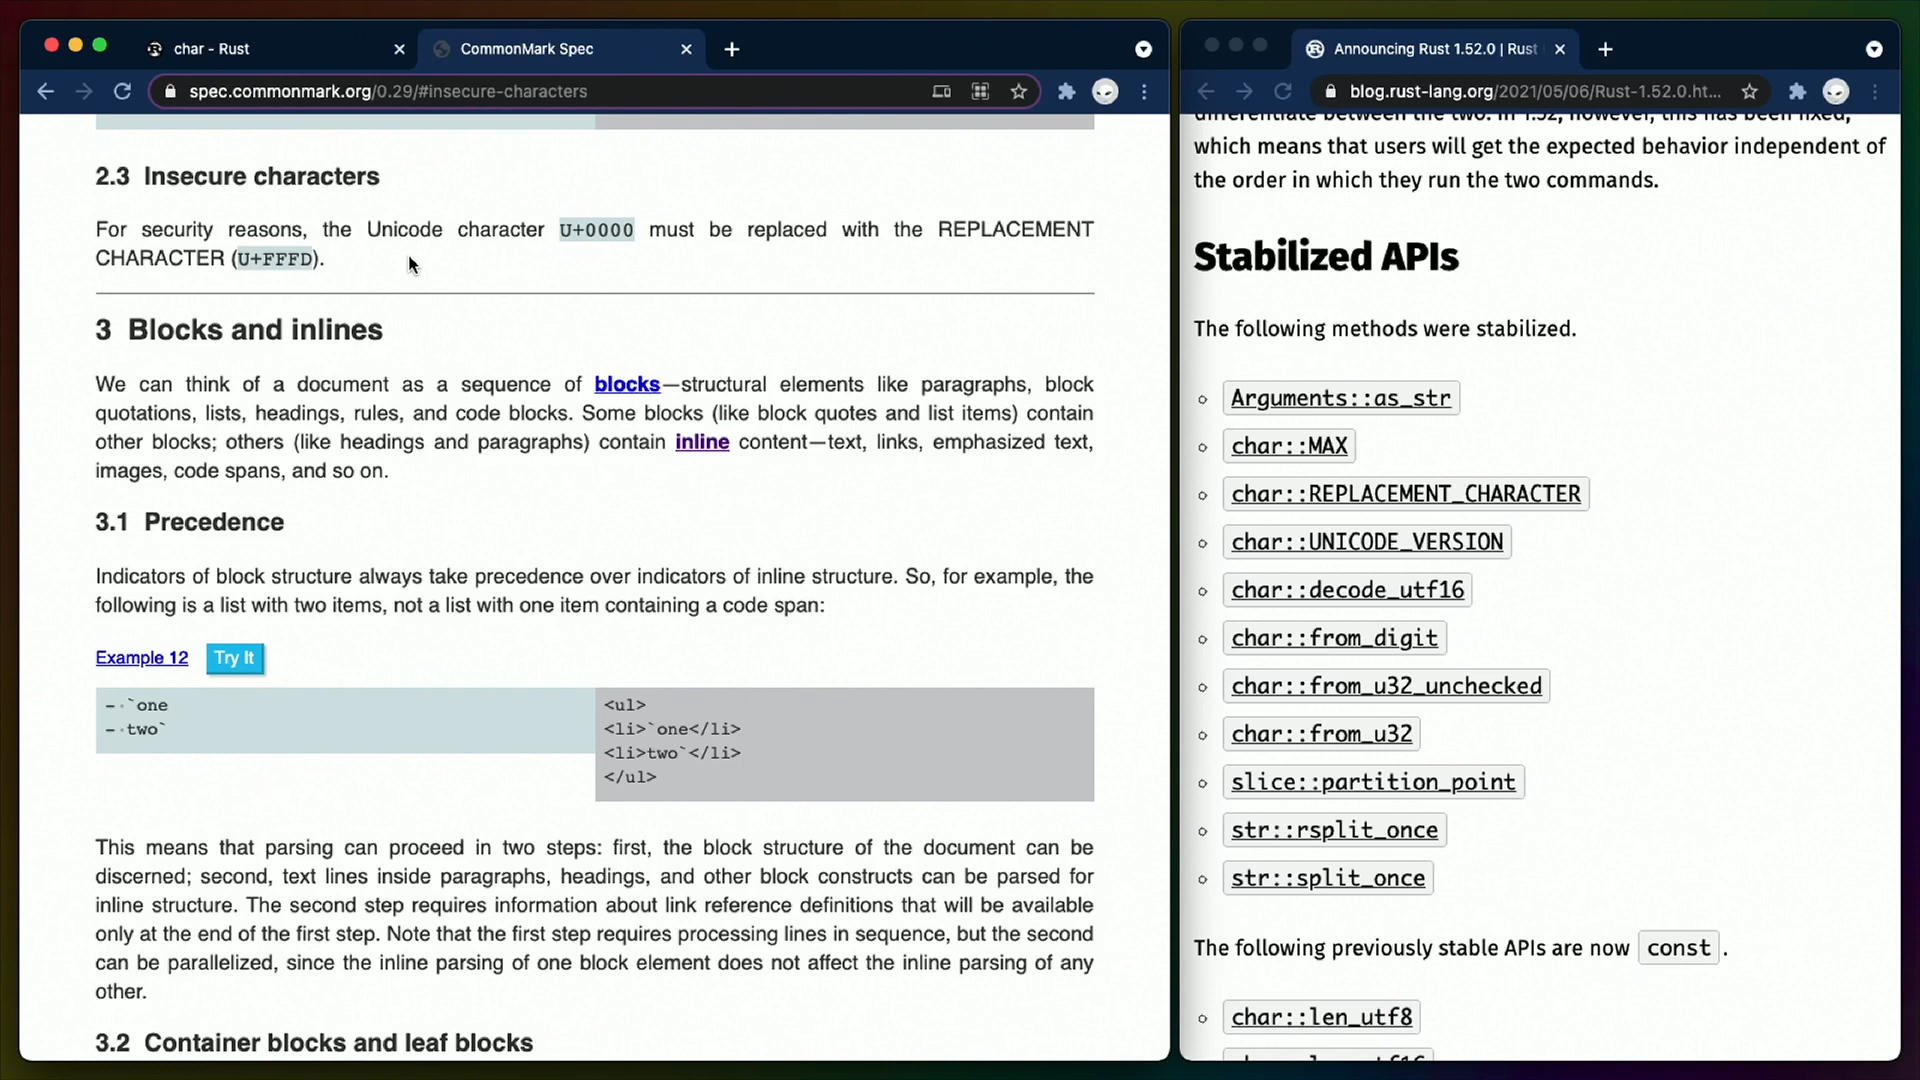 char - Rust
CommonMark Spec
spec.commonmark.org/0.29/#insecure-characters
2.3 Insecure characters
For security reasons, the Unicode character U+0000 must be replaced with the REPLACEMENT
CHARACTER (U+FFFD).
3 Blocks and inlines
We can think of a document as a sequence of blocks—structural elements like paragraphs, block
quotations, lists, headings, rules, and code blocks. Some blocks (like block quotes and list items) contain
other blocks; others (like headings and paragraphs) contain inline content—text, links, emphasized text,
images, code spans, and so on.
3.1 Precedence
Indicators of block structure always take precedence over indicators of inline structure. So, for example, the
following is a list with two items, not a list with one item containing a code span:
Example 12 Try It
-·`one
-·two`
<ul>
<li>`one</li>
<li>two`</li>
</ul>
This means that parsing can proceed in two steps: first, the block structure of the document can be
discerned; second, text lines inside paragraphs, headings, and other block constructs can be parsed for
inline structure. The second step requires information about link reference definitions that will be available
only at the end of the first step. Note that the first step requires processing lines in sequence, but the second
can be parallelized, since the inline parsing of one block element does not affect the inline parsing of any
other.
3.2 Container blocks and leaf blocks
Announcing Rust 1.52.0 | Rust
blog.rust-lang.org/2021/05/06/Rust-1.52.0.ht...
differentiate between the two. In 1.52, however, this has been fixed,
which means that users will get the expected behavior independent of
the order in which they run the two commands.
Stabilized APIs
The following methods were stabilized.
Arguments::as_str
char::MAX
char::REPLACEMENT_CHARACTER
char::UNICODE_VERSION
char::decode_utf16
char::from_digit
char::from_u32_unchecked
char::from_u32
slice::partition_point
str::rsplit_once
str::split_once
The following previously stable APIs are now const.
char::len_utf8